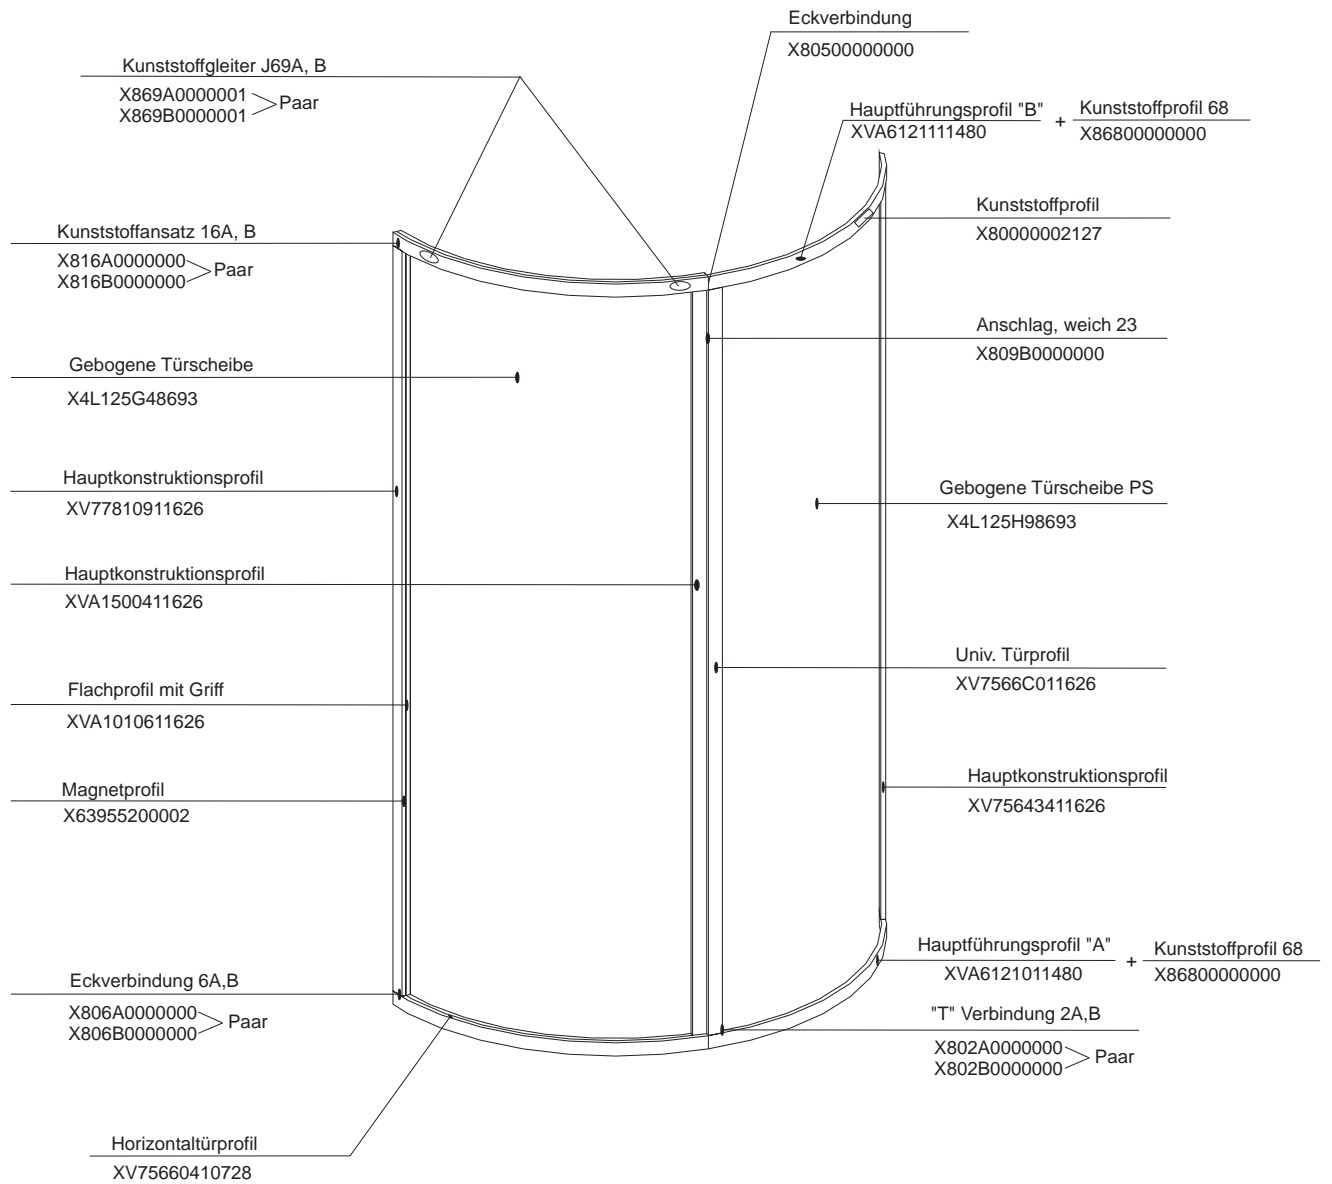 Eckverbindung
X80500000000
Kunststoffgleiter J69A, B
X869A0000001
X869B0000001
Paar
Hauptführungsprofil "B"
XVA6121111480
+
Kunststoffprofil 68
X86800000000
Kunststoffansatz 16A, B
X816A0000000
X816B0000000
Paar
Kunststoffprofil
X80000002127
Anschlag, weich 23
X809B0000000
Gebogene Türscheibe
X4L125G48693
Hauptkonstruktionsprofil
XV77810911626
Gebogene Türscheibe PS
X4L125H98693
Hauptkonstruktionsprofil
XVA1500411626
Univ. Türprofil
XV7566C011626
Flachprofil mit Griff
XVA1010611626
Magnetprofil
X63955200002
Hauptkonstruktionsprofil
XV75643411626
Hauptführungsprofil "A"
XVA6121011480
+
Kunststoffprofil 68
X86800000000
Eckverbindung 6A,B
X806A0000000
X806B0000000
Paar
"T" Verbindung 2A,B
X802A0000000
X802B0000000
Paar
Horizontaltürprofil
XV75660410728